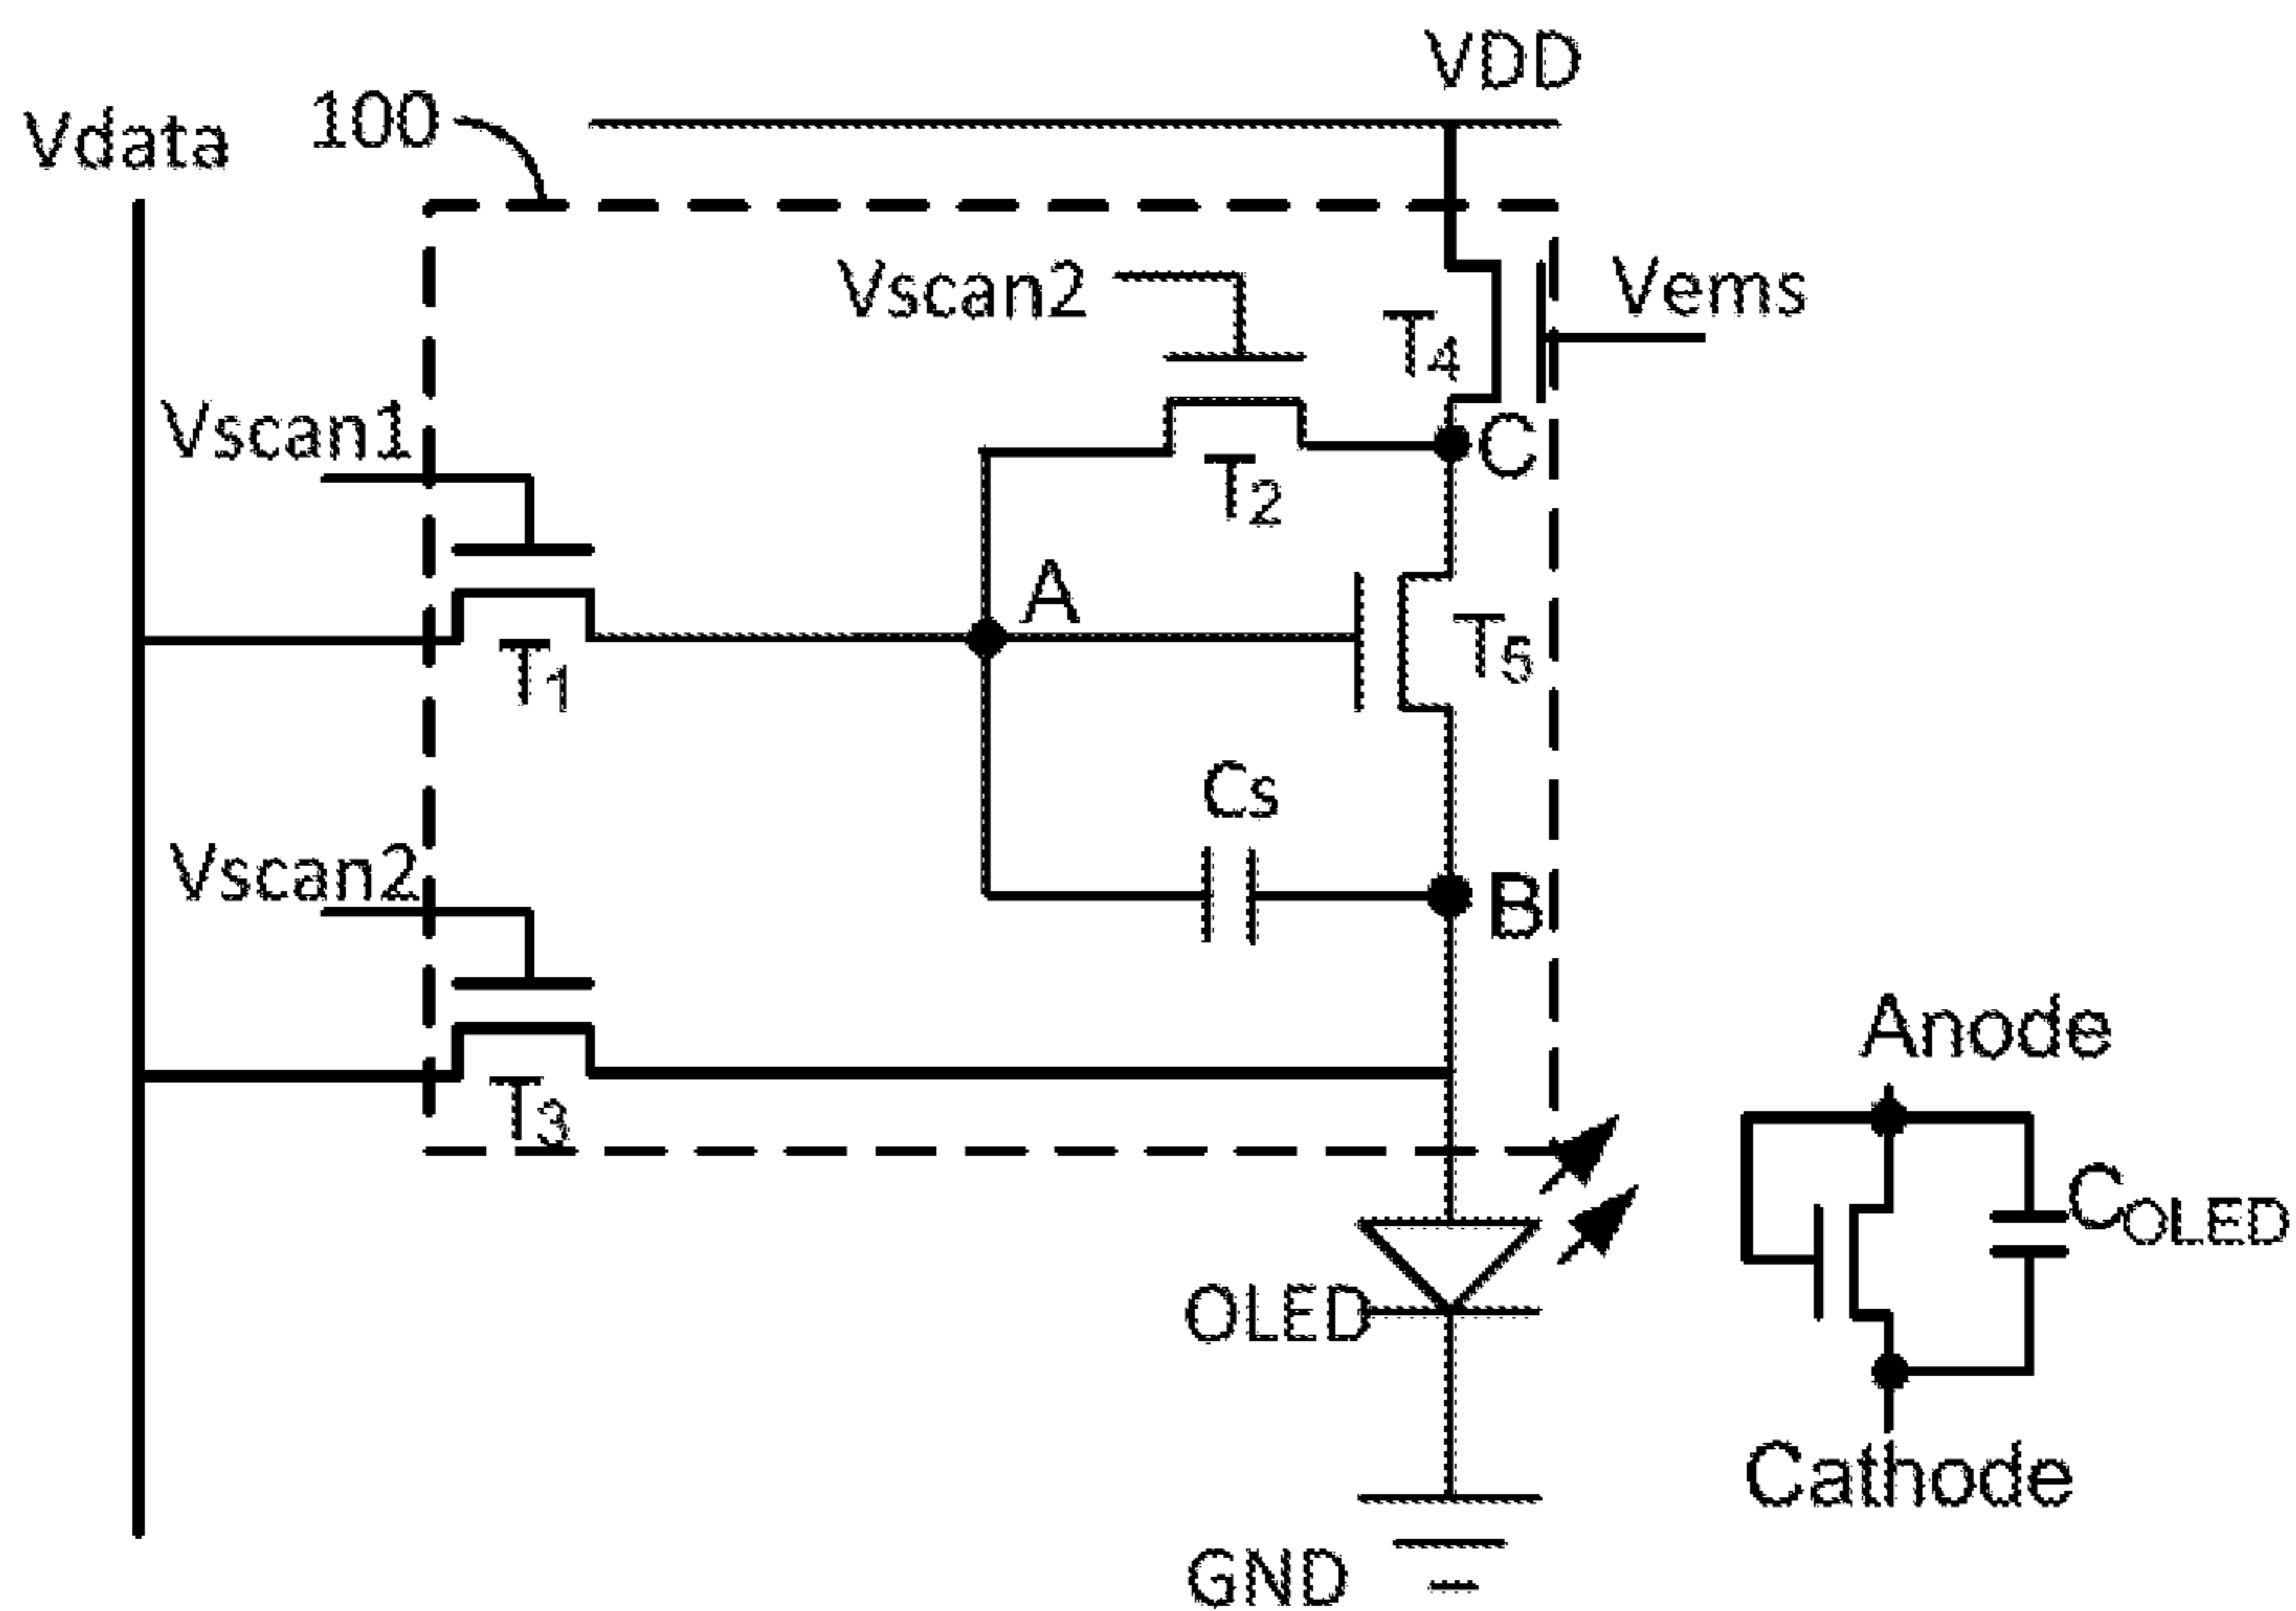 VDD
100
Vdata
Vscan2
T4
Vems
Vscan1
C
T2
A
T1
T5
Cs
Vscan2
B
T3
Anode
COLED
OLED
Cathode
GND